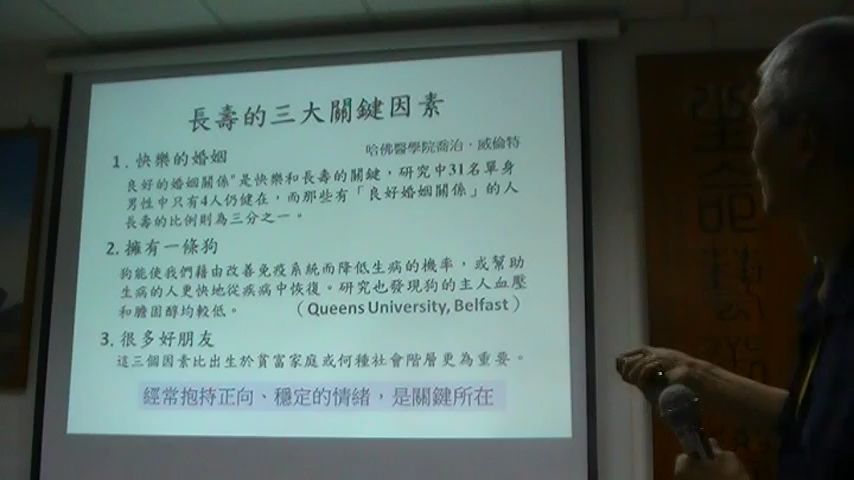 長壽的三大關鍵因素
哈佛醫學院喬治．威倫特
1. 快樂的婚姻
良好的婚姻關係"是快樂和長壽的關鍵，研究中31名單身
男性中只有4人仍健在，而那些有「良好婚姻關係」的人
長壽的比例則為三分之一。
2. 擁有一條狗
狗能使我們藉由改善免疫系統而降低生病的機率，或幫助
生病的人更快地從疾病中恢復。研究也發現狗的主人血壓
和膽固醇均較低。 （Queens University, Belfast）
3. 很多好朋友
這三個因素比出生於貧富家庭或何種社會階層更為重要。
經常抱持正向、穩定的情緒，是關鍵所在